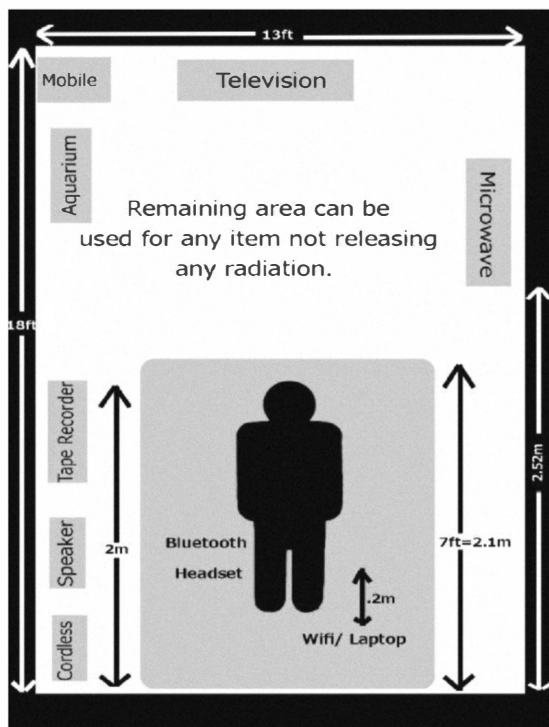 13ft
Mobile
Television
Aquarium
Microwave
Remaining area can be
used for any item not releasing
any radiation.
18ft
Tape Recorder
2.52m
Speaker
2m
Bluetooth
Headset
7ft=2.1m
.2m
Wifi/ Laptop
Cordless